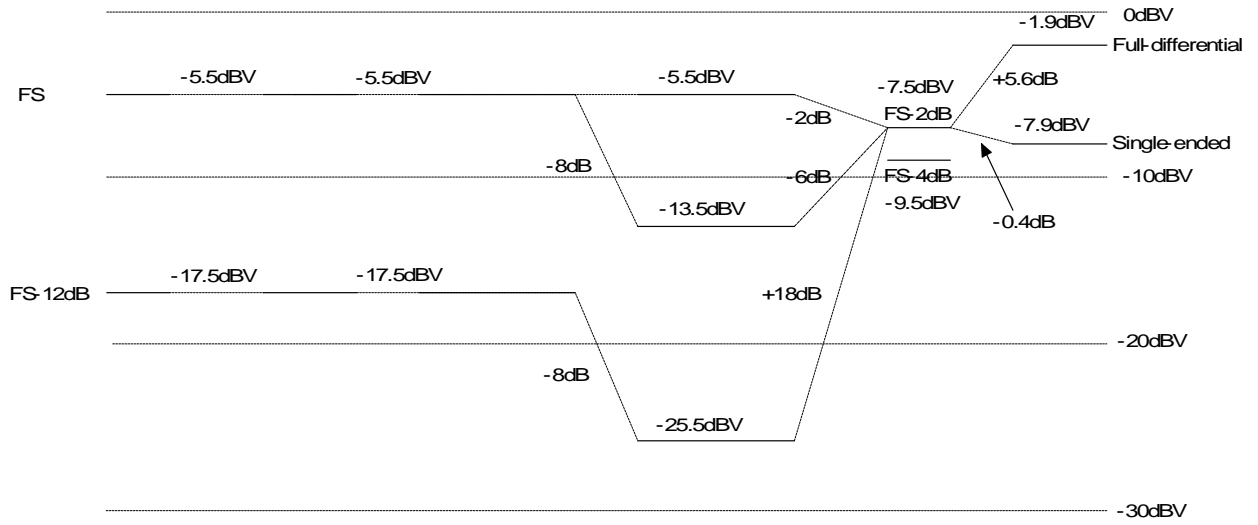 -1.9dBV
0dBV
Full-differential
-5.5dBV
-5.5dBV
-5.5dBV
-7.5dBV
+5.6dB
FS
-2dB
FS-2dB
-7.9dBV
Single-ended
-8dB
-6dB
FS-4dB
-10dBV
-13.5dBV
-9.5dBV
-0.4dB
-17.5dBV
-17.5dBV
FS-12dB
+18dB
-20dBV
-8dB
-25.5dBV
-30dBV